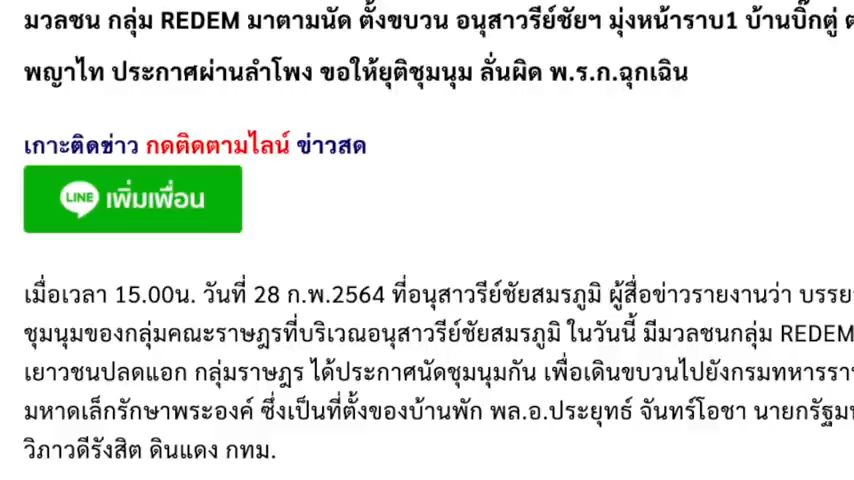 มวลชน กลุ่ม REDEM มาตามนัด ตั้งขบวน อนุสาวรีย์ชัยฯ มุ่งหน้าราบ1 บ้านบิ๊กตู่
พญาไท ประกาศผ่านลำโพง ขอให้ยุติชุมนุม ลั่นผิด พ.ร.ก.ฉุกเฉิน
เกาะติดข่าว กดติดตามไลน์ ข่าวสด
LINE เพิ่มเพื่อน
เมื่อเวลา 15.00น. วันที่ 28 ก.พ.2564 ที่อนุสาวรีย์ชัยสมรภูมิ ผู้สื่อข่าวรายงานว่า
ชุมนุมของกลุ่มคณะราษฎรที่บริเวณอนุสาวรีย์ชัยสมรภูมิ ในวันนี้ มีมวลชนกลุ่ม REDEM
เยาวชนปลดแอก กลุ่มราษฎร ได้ประกาศนัดชุมนุมกัน เพื่อเดินขบวนไปยังกรมทหาร
มหาดเล็กรักษาพระองค์ ซึ่งเป็นที่ตั้งของบ้านพัก พล.อ.ประยุทธ์ จันทร์โอชา
วิภาวดีรังสิต ดินแดง กทม.